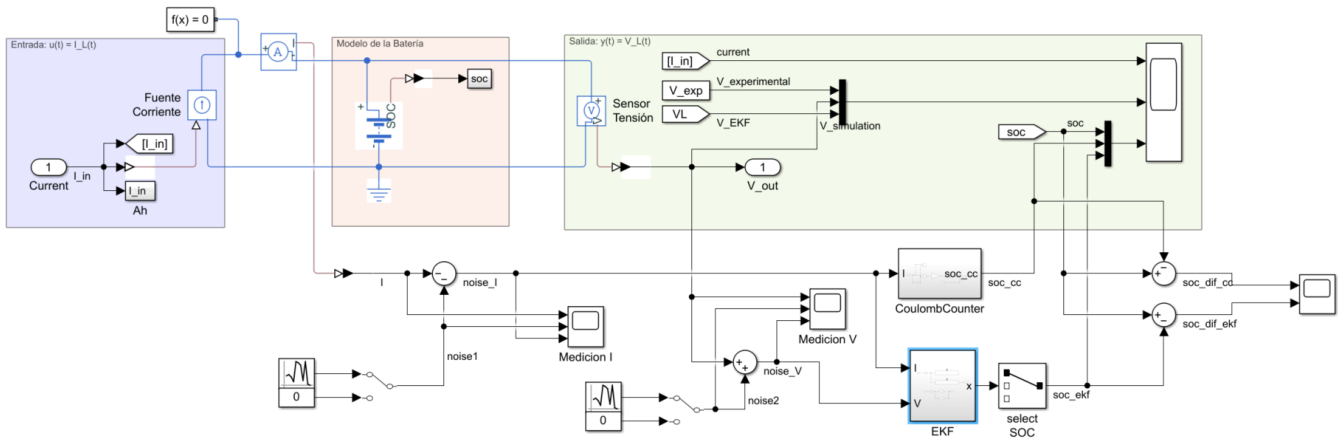 f(x) = 0
Entrada: u(t) = I_L(t)
Fuente
Corriente
[I_in]
1
Current
I_in
I_in
Ah
A
I
Modelo de la Batería
SOC
soc
+
-
Salida: y(t) = V_L(t)
V
Sensor
Tensión
[I_in]
current
V_exp
V_experimental
VL
V_EKF
V_simulation
1
V_out
soc
soc
I
noise_I
noise1
0
Medicion I
noise_V
noise2
0
Medicion V
I
soc_cc
CoulombCounter
soc_cc
I
V
x
EKF
select
SOC
soc_ekf
soc_dif_cc
soc_dif_ekf